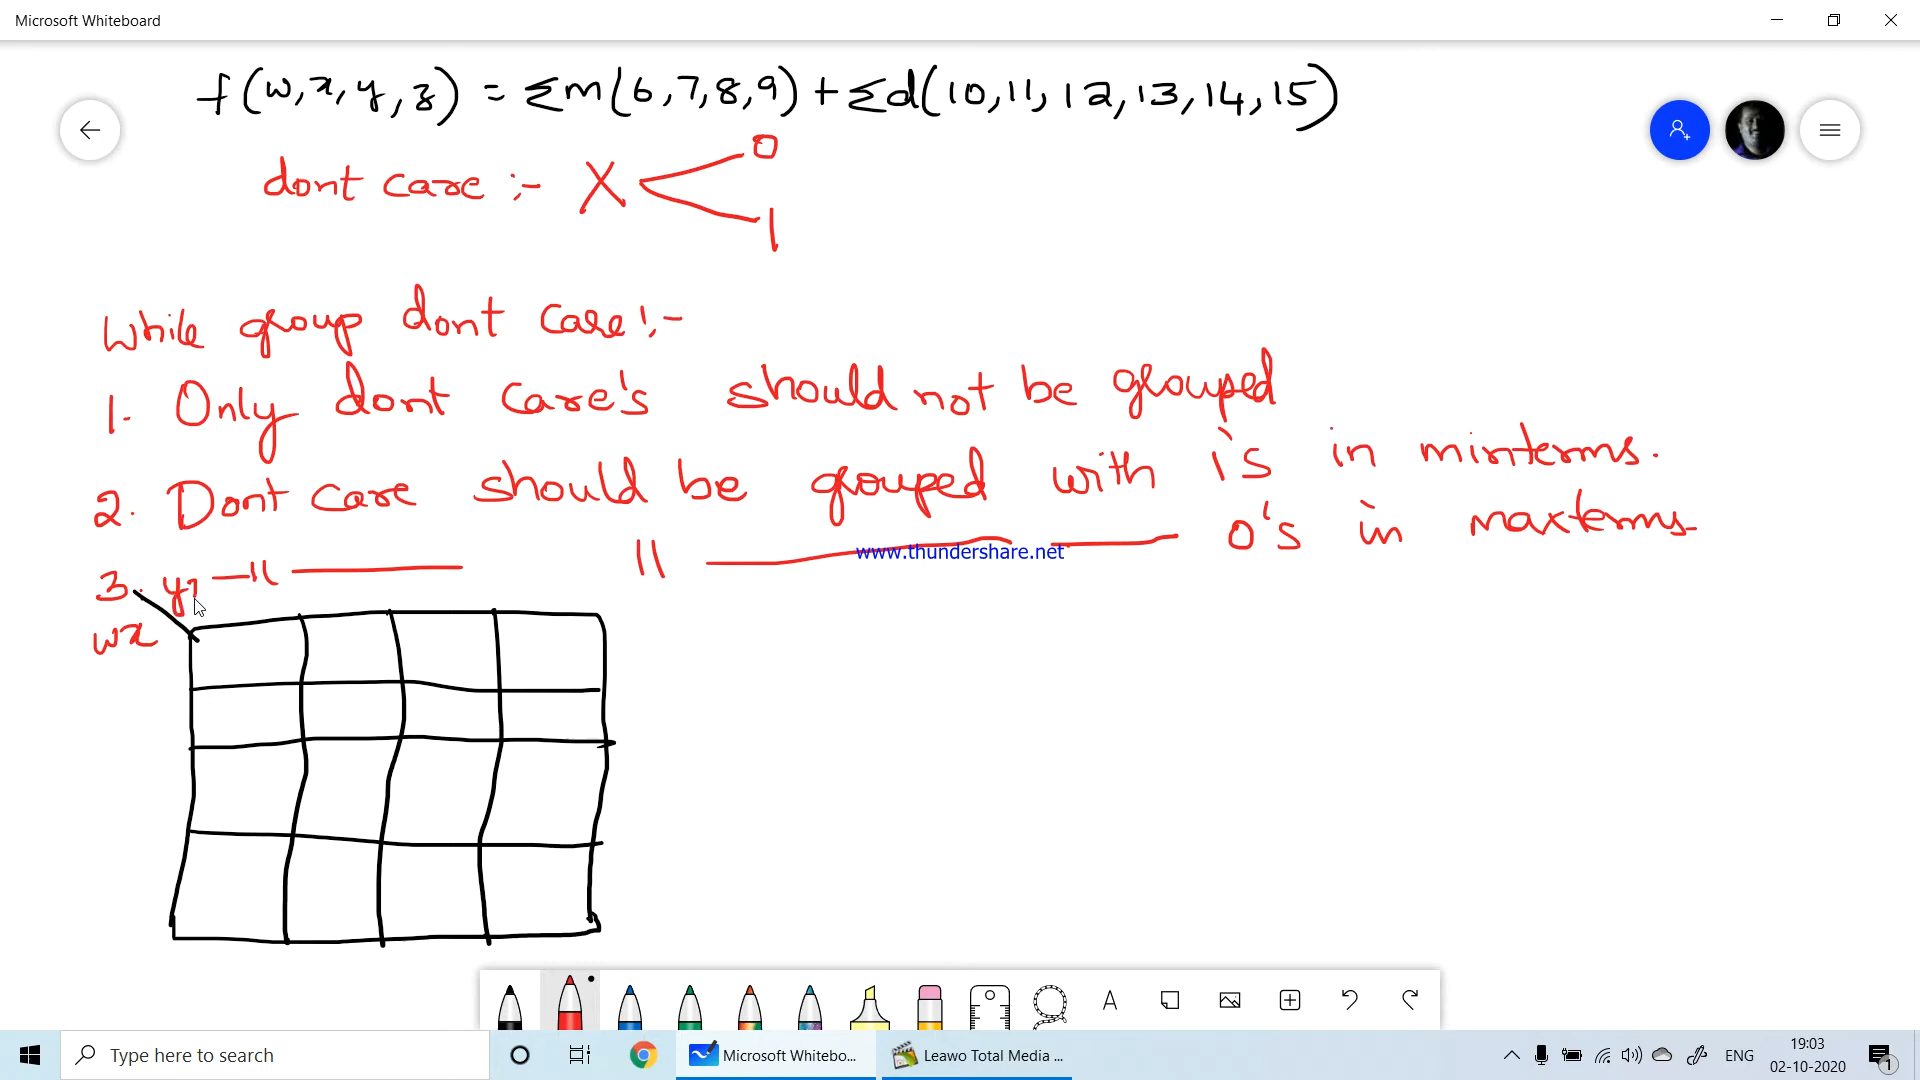 Microsoft Whiteboard
f(w,x,y,z) = Σm(6,7,8,9) + Σd(10,11,12,13,14,15)
dont care :- X 0
1
While group dont care :-
1. Only dont care's should not be grouped
2. Dont care should be grouped with 1's in minterms.
3. —11— 11 — — 0's in maxterms
www.thundershare.net
wx
Type here to search
Microsoft Whitebo...
Leawo Total Media ...
ENG
19:03
02-10-2020
1